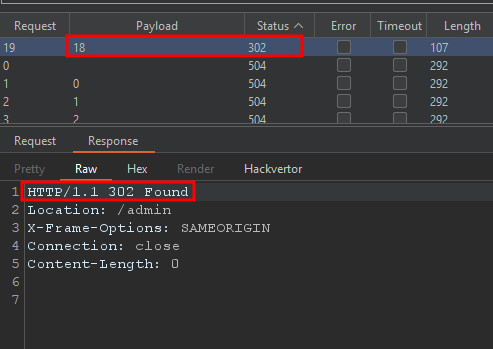 Request Payload Status Error Timeout Length
19 18 302 107
0 504 292
1 0 504 292
2 1 504 292
3 2 504 292
Request Response
Pretty Raw Hex Render Hackvertor
1 HTTP/1.1 302 Found
2 Location: /admin
3 X-Frame-Options: SAMEORIGIN
4 Connection: close
5 Content-Length: 0
6
7